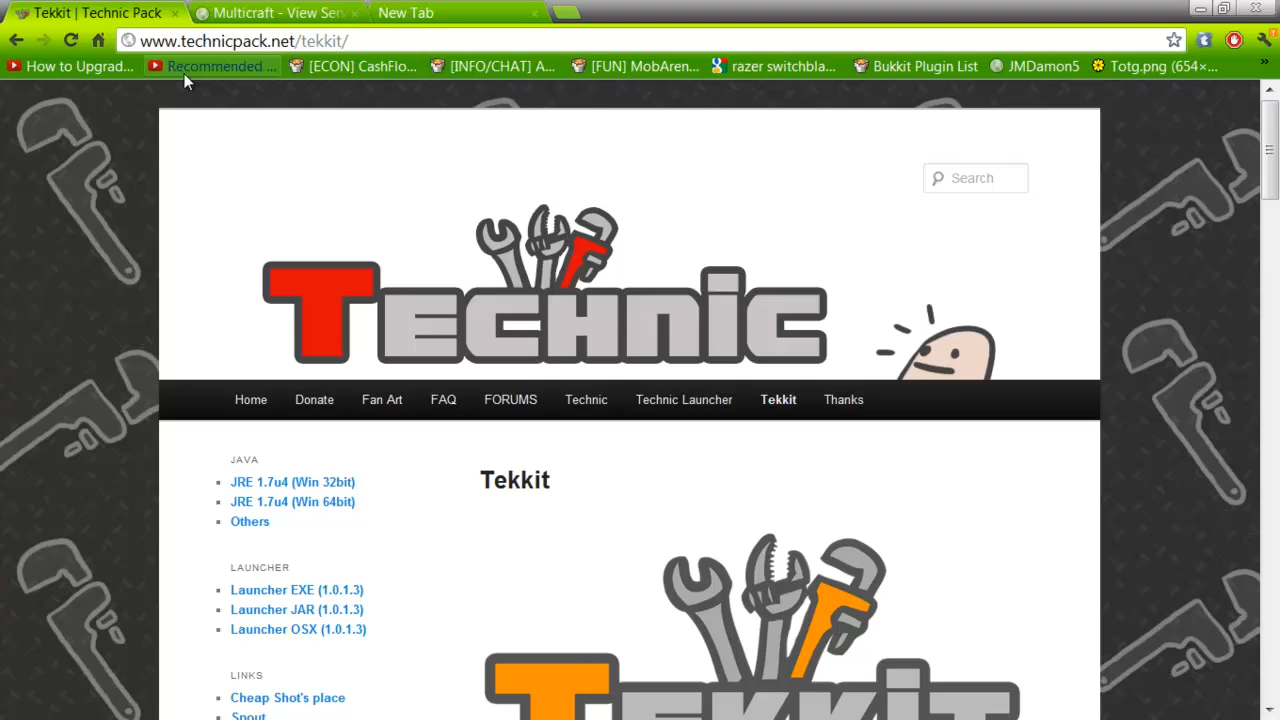 Tekkit | Technic Pack
Multicraft - View Serv
New Tab
www.technicpack.net/tekkit/
How to Upgrad...
Recommended ...
[ECON] CashFlo...
[INFO/CHAT] A...
[FUN] MobAren...
razer switchbla...
Bukkit Plugin List
JMDamon5
Totg.png (654×...
Search
TECHNIC
Home
Donate
Fan Art
FAQ
FORUMS
Technic
Technic Launcher
Tekkit
Thanks
JAVA
JRE 1.7u4 (Win 32bit)
JRE 1.7u4 (Win 64bit)
Others
LAUNCHER
Launcher EXE (1.0.1.3)
Launcher JAR (1.0.1.3)
Launcher OSX (1.0.1.3)
LINKS
Cheap Shot's place
Spout
Tekkit
TEKKIT